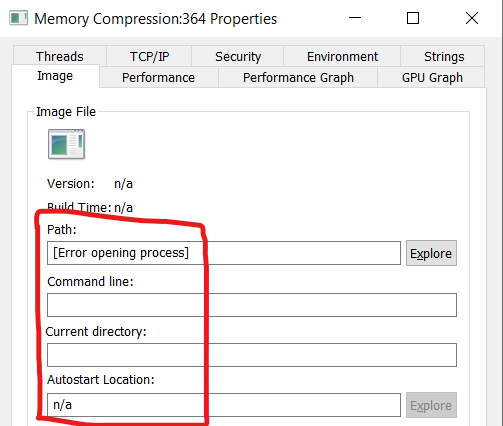 Memory Compression:364 Properties
Threads TCP/IP Security Environment Strings
Image Performance Performance Graph GPU Graph
Image File
Version: n/a
Build Time: n/a
Path:
[Error opening process] Explore
Command line:
Current directory:
Autostart Location:
n/a Explore